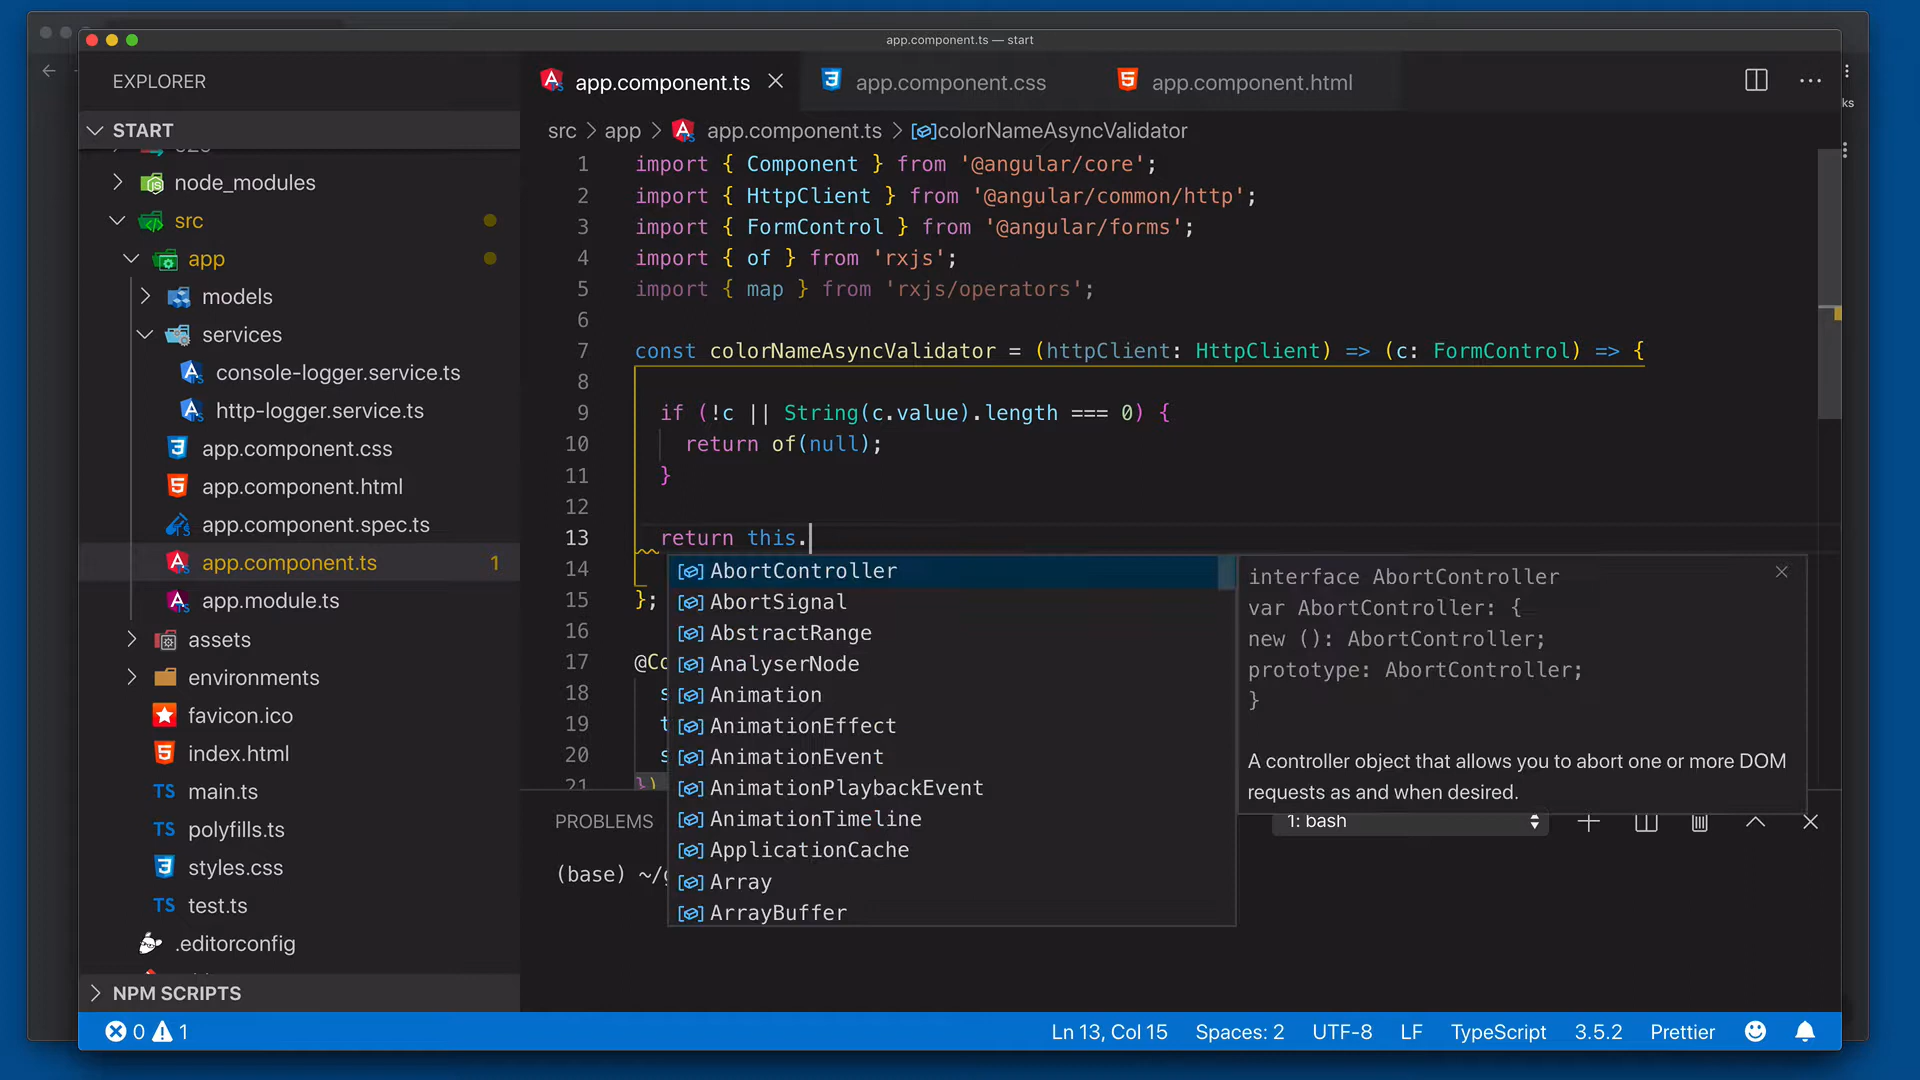 app.component.ts — start
EXPLORER
app.component.ts
app.component.css
app.component.html
ks
START
src > app > app.component.ts > colorNameAsyncValidator
node_modules
src
app
models
services
console-logger.service.ts
http-logger.service.ts
app.component.css
app.component.html
app.component.spec.ts
app.component.ts 1
app.module.ts
assets
environments
favicon.ico
index.html
TS main.ts
TS polyfills.ts
styles.css
TS test.ts
.editorconfig
NPM SCRIPTS
1 import { Component } from '@angular/core';
2 import { HttpClient } from '@angular/common/http';
3 import { FormControl } from '@angular/forms';
4 import { of } from 'rxjs';
5 import { map } from 'rxjs/operators';
6
7 const colorNameAsyncValidator = (httpClient: HttpClient) => (c: FormControl) => {
8
9 if (!c || String(c.value).length === 0) {
10 return of(null);
11 }
12
13 return this.
14
15 };
16
17 @Co
18 s
19 t
20 s
21 })
AbortController
AbortSignal
AbstractRange
AnalyserNode
Animation
AnimationEffect
AnimationEvent
AnimationPlaybackEvent
AnimationTimeline
ApplicationCache
Array
ArrayBuffer
interface AbortController
var AbortController: {
new (): AbortController;
prototype: AbortController;
}
A controller object that allows you to abort one or more DOM
requests as and when desired.
PROBLEMS
1: bash
(base) ~/g
0 1
Ln 13, Col 15 Spaces: 2 UTF-8 LF TypeScript 3.5.2 Prettier